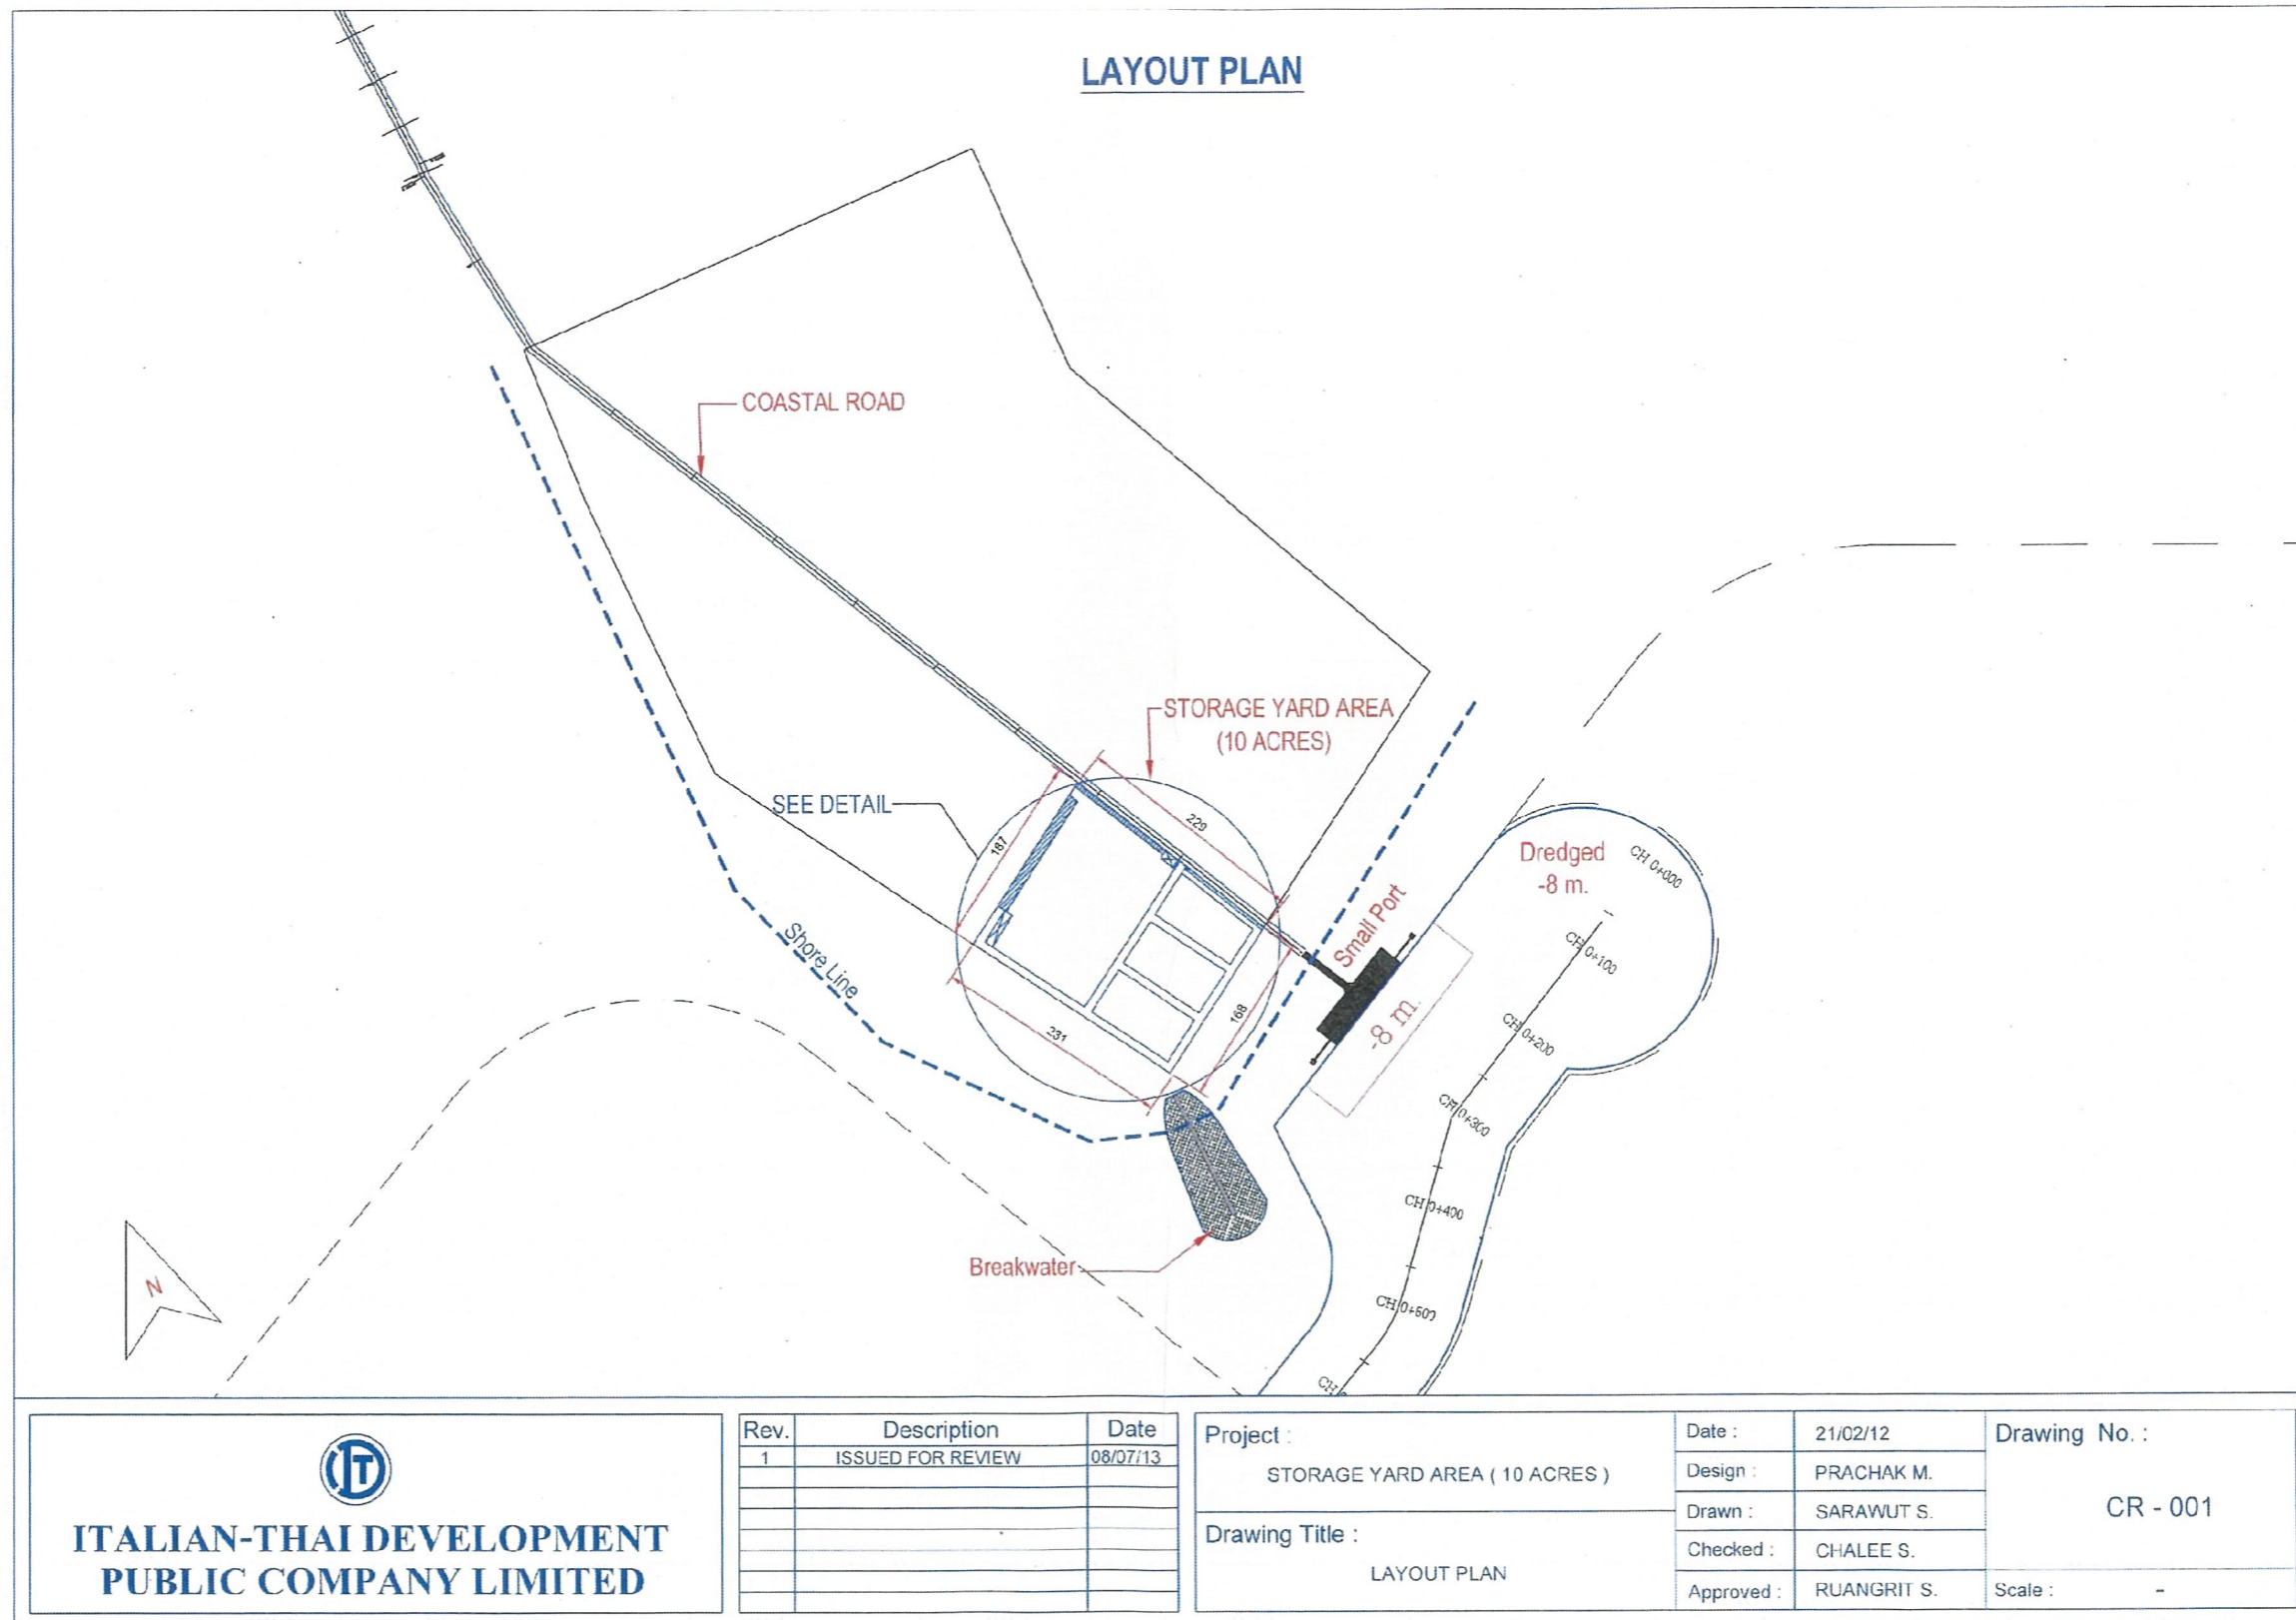 LAYOUT PLAN
COASTAL ROAD
STORAGE YARD AREA
(10 ACRES)
SEE DETAIL
187
229
231
168
Shore Line
Small Port
-8 m.
Dredged
-8 m.
CH 0+000
CH 0+100
CH 0+200
CH 0+300
CH 0+400
CH 0+500
CH
Breakwater
N
ITD
ITALIAN-THAI DEVELOPMENT
PUBLIC COMPANY LIMITED
Rev. Description Date
1 ISSUED FOR REVIEW 08/07/13
Project :
STORAGE YARD AREA ( 10 ACRES )
Drawing Title :
LAYOUT PLAN
Date : 21/02/12
Design : PRACHAK M.
Drawn : SARAWUT S.
Checked : CHALEE S.
Approved : RUANGRIT S.
Drawing No. :
CR - 001
Scale : -